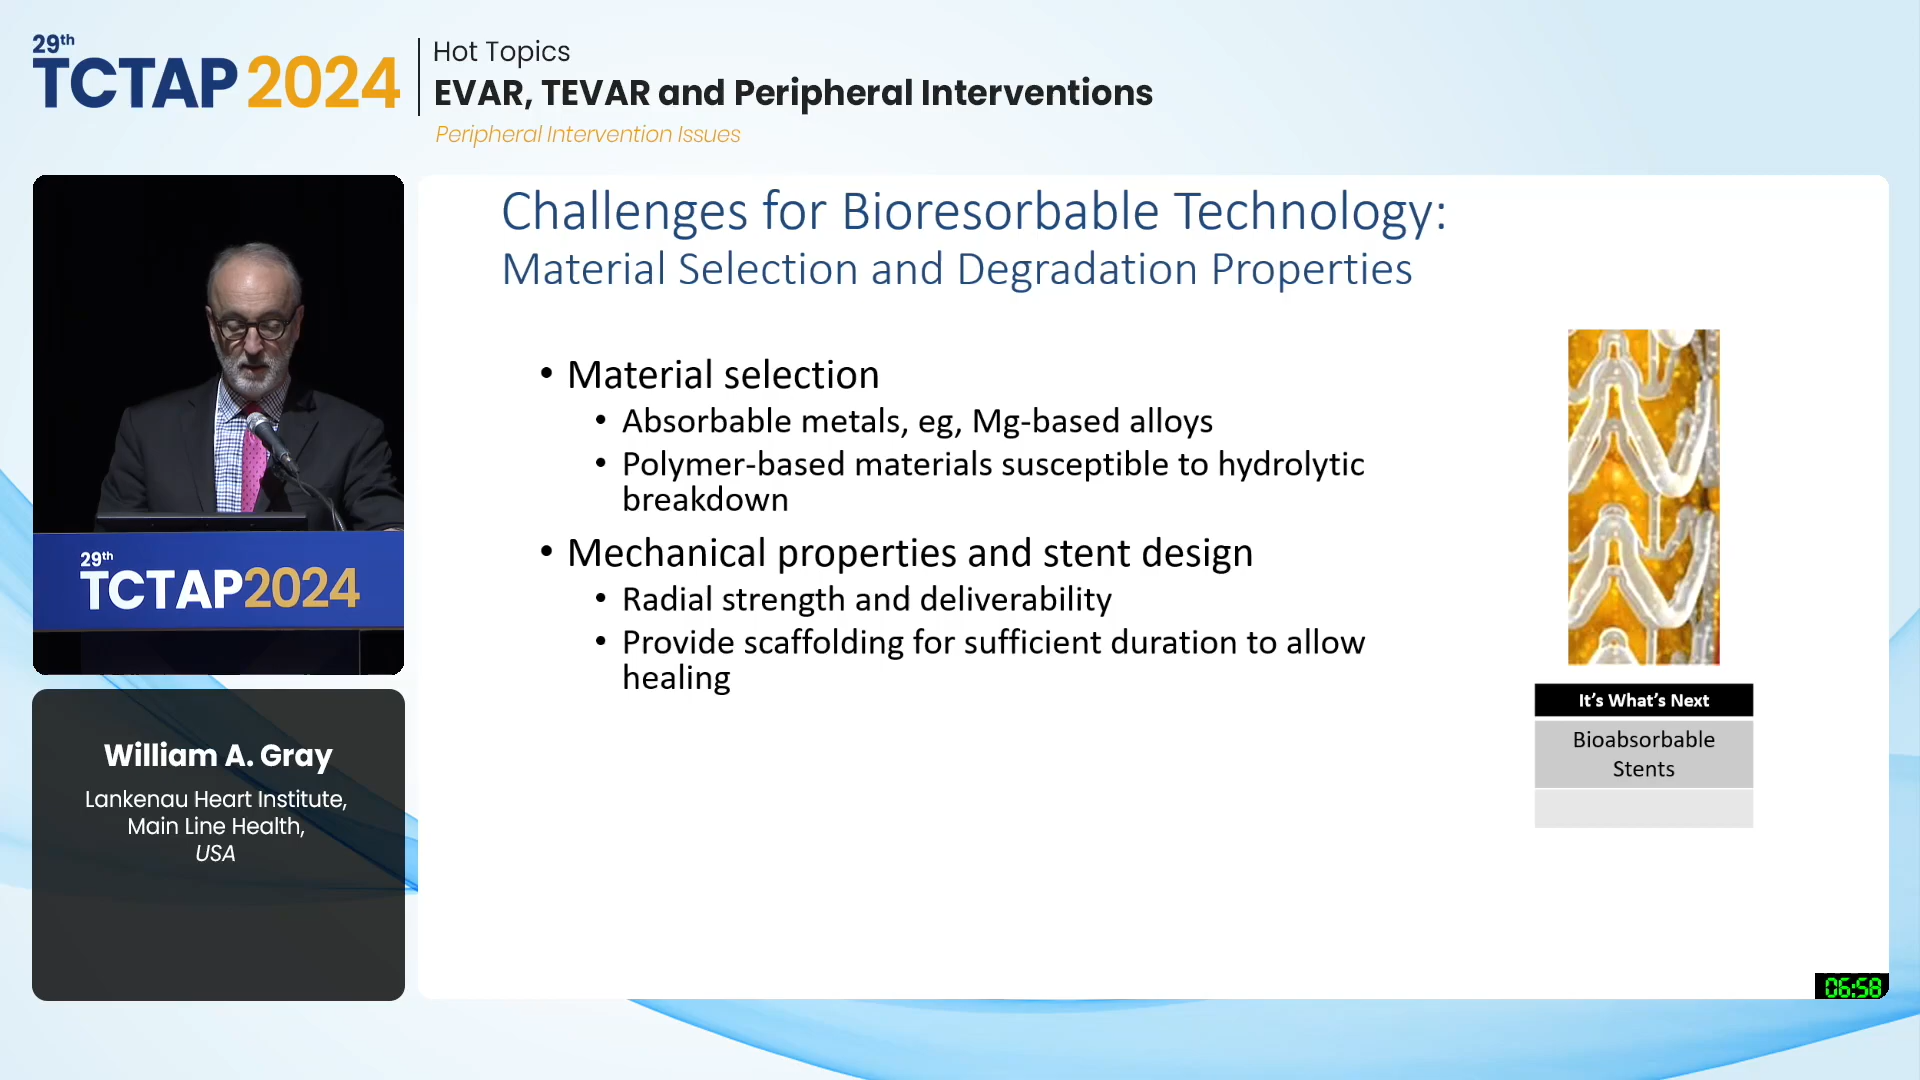 29th
TCTAP 2024
Hot Topics
EVAR, TEVAR and Peripheral Interventions
Peripheral Intervention Issues
Challenges for Bioresorbable Technology:
Material Selection and Degradation Properties
• Material selection
• Absorbable metals, eg, Mg-based alloys
• Polymer-based materials susceptible to hydrolytic
breakdown
• Mechanical properties and stent design
• Radial strength and deliverability
• Provide scaffolding for sufficient duration to allow
healing
It's What's Next
Bioabsorbable
Stents
29th
TCTAP2024
William A. Gray
Lankenau Heart Institute,
Main Line Health,
USA
06:58